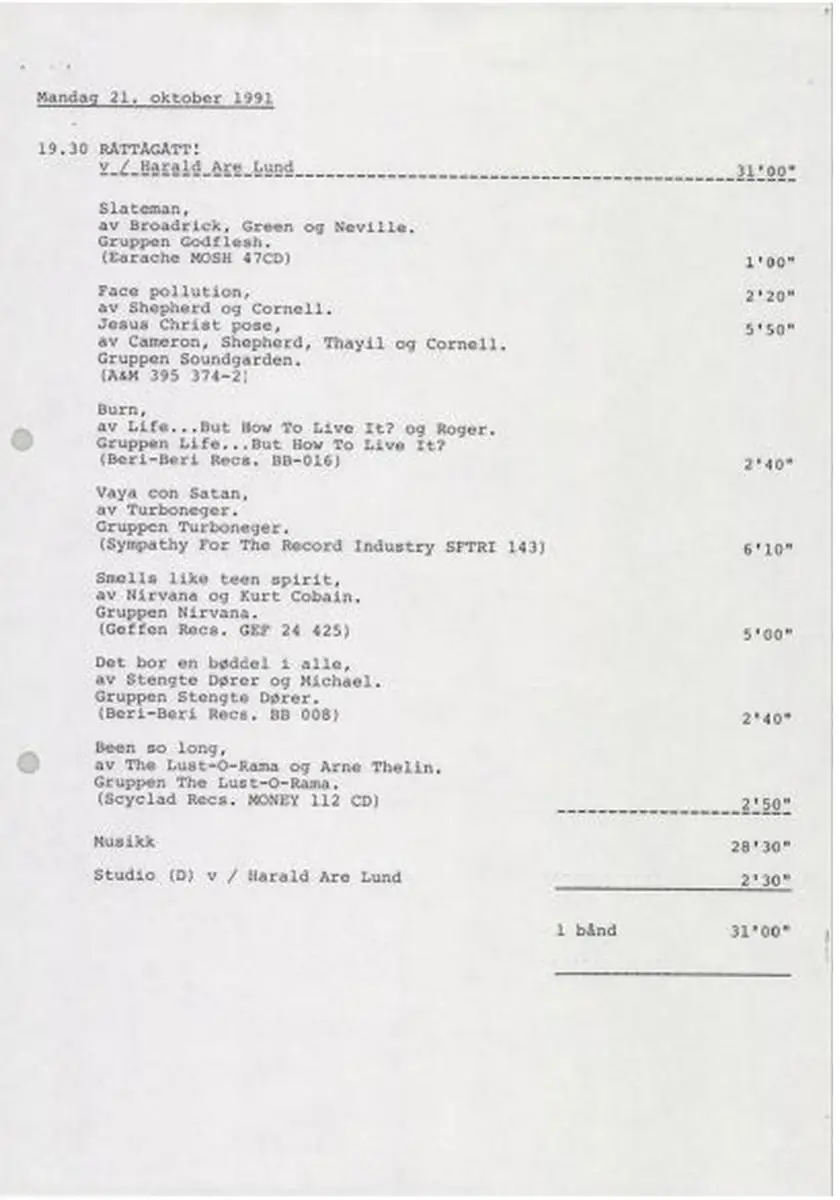 Mandag 21. oktober 1991
19.30 RÅTTÅGÅTT!
v / Harald Are Lund 31'00"
Slateman,
av Broadrick, Green og Neville.
Gruppen Godflesh.
(Earache MOSH 47CD) 1'00"
Face pollution, 2'20"
av Shepherd og Cornell.
Jesus Christ pose, 5'50"
av Cameron, Shepherd, Thayil og Cornell.
Gruppen Soundgarden.
(A&M 395 374-2)
Burn,
av Life...But How To Live It? og Roger.
Gruppen Life...But How To Live It?
(Beri-Beri Recs. BB-016) 2'40"
Vaya con Satan,
av Turboneger.
Gruppen Turboneger.
(Sympathy For The Record Industry SFTRI 143) 6'10"
Smells like teen spirit,
av Nirvana og Kurt Cobain.
Gruppen Nirvana.
(Geffen Recs. GEF 24 425) 5'00"
Det bor en bøddel i alle,
av Stengte Dører og Michael.
Gruppen Stengte Dører.
(Beri-Beri Recs. BB 008) 2'40"
Been so long,
av The Lust-O-Rama og Arne Thelin.
Gruppen The Lust-O-Rama.
(Scyclad Recs. MONEY 112 CD) 2'50"
Musikk 28'30"
Studio (D) v / Harald Are Lund 2'30"
1 bånd 31'00"